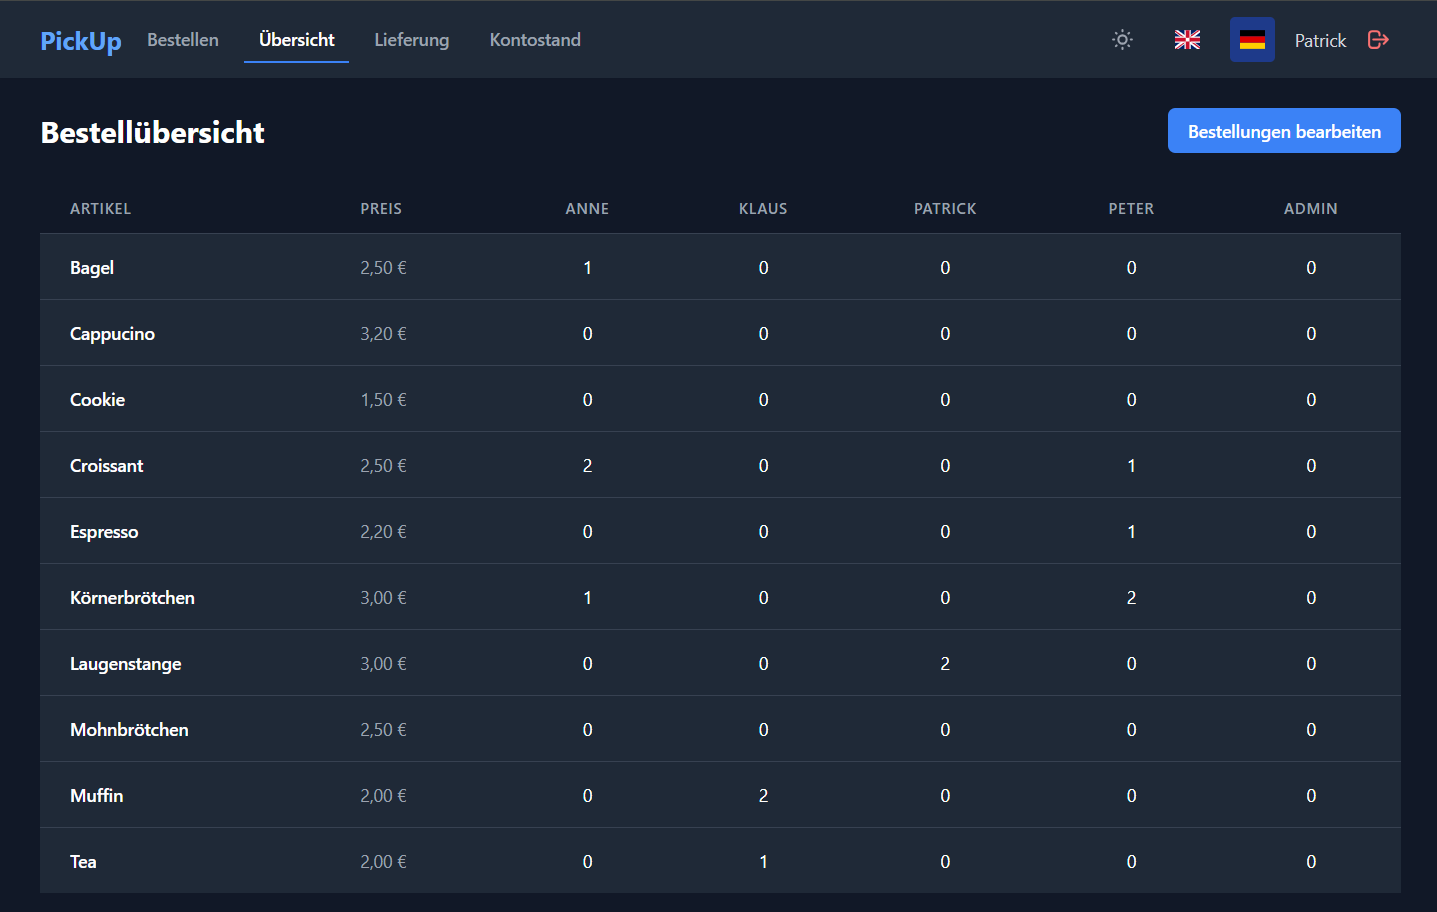 PickUp Bestellen Übersicht Lieferung Kontostand Patrick
Bestellübersicht Bestellungen bearbeiten
ARTIKEL PREIS ANNE KLAUS PATRICK PETER ADMIN
Bagel 2,50 € 1 0 0 0 0
Cappucino 3,20 € 0 0 0 0 0
Cookie 1,50 € 0 0 0 0 0
Croissant 2,50 € 2 0 0 1 0
Espresso 2,20 € 0 0 0 1 0
Körnerbrötchen 3,00 € 1 0 0 2 0
Laugenstange 3,00 € 0 0 2 0 0
Mohnbrötchen 2,50 € 0 0 0 0 0
Muffin 2,00 € 0 2 0 0 0
Tea 2,00 € 0 1 0 0 0